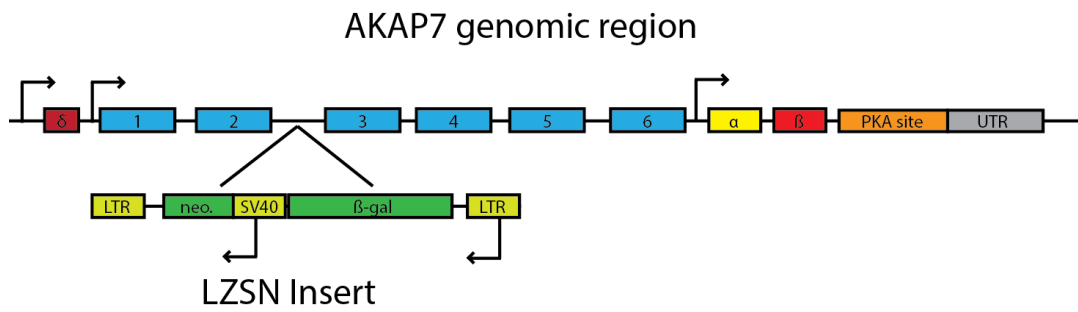 AKAP7 genomic region
δ 1 2 3 4 5 6 α ß PKA site UTR
LTR neo. SV40 ß-gal LTR
LZSN Insert